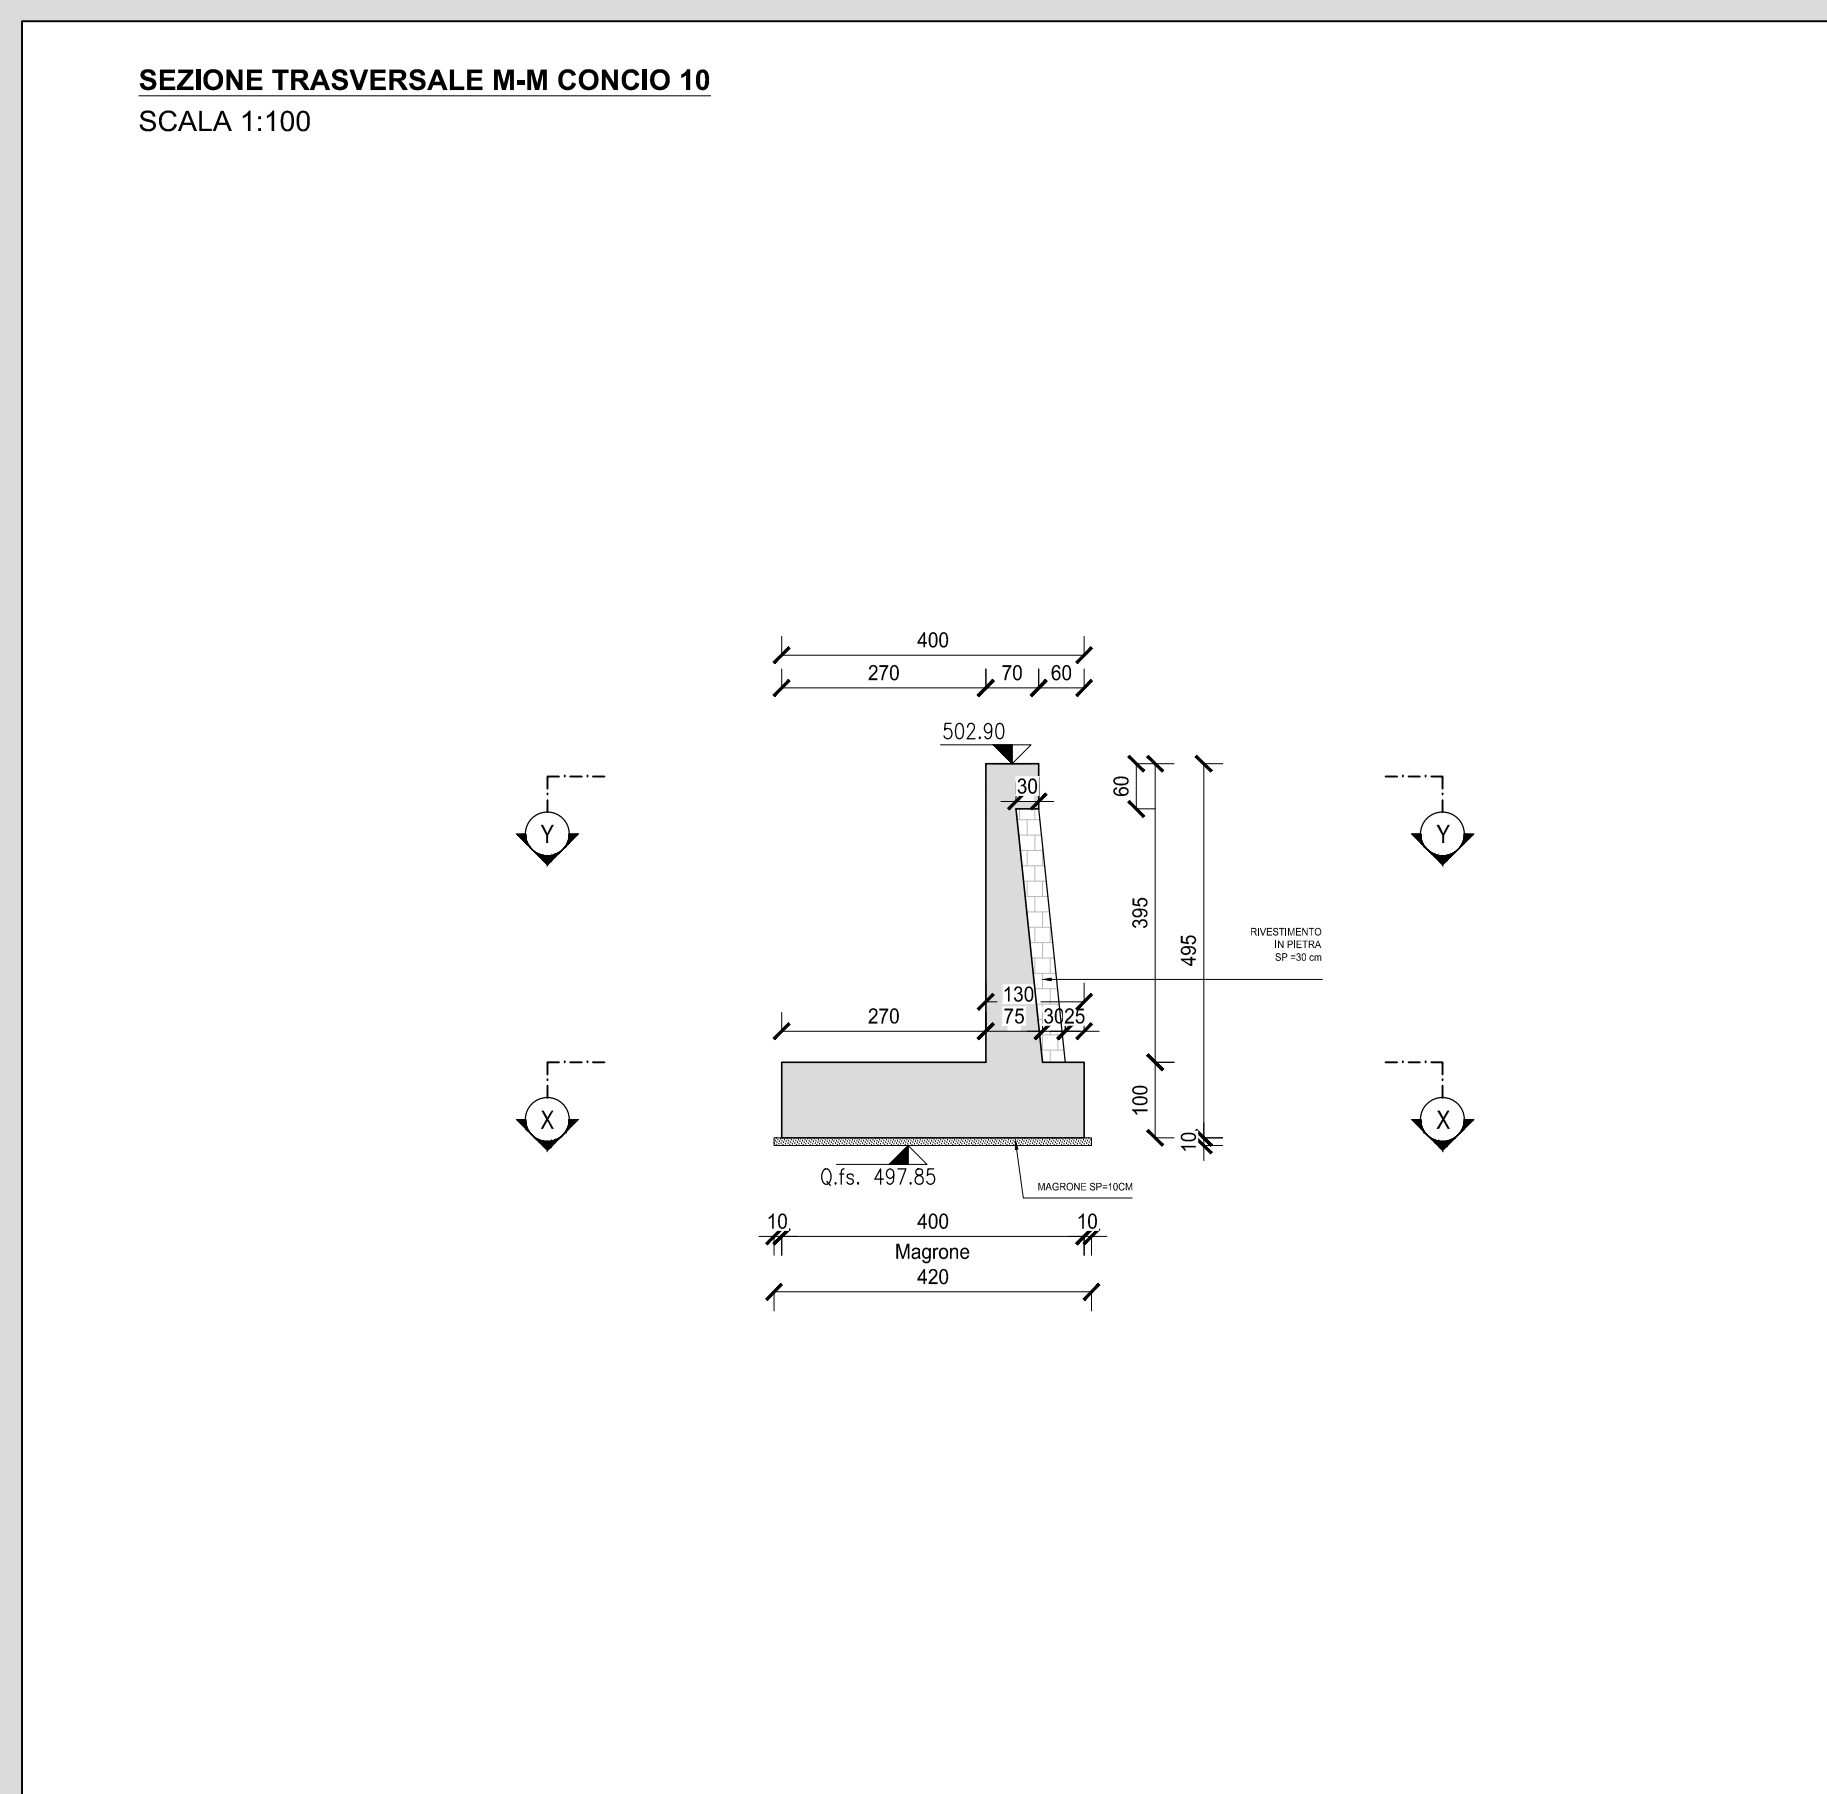 SEZIONE TRASVERSALE M-M CONCIO 10
SCALA 1:100
400
270 70 60
502.90
30
60
Y Y
395
495
RIVESTIMENTO
IN PIETRA
SP =30 cm
130
270 75 30 25
X X
100
10
Q.fs. 497.85
MAGRONE SP=10CM
10 400 10
Magrone
420